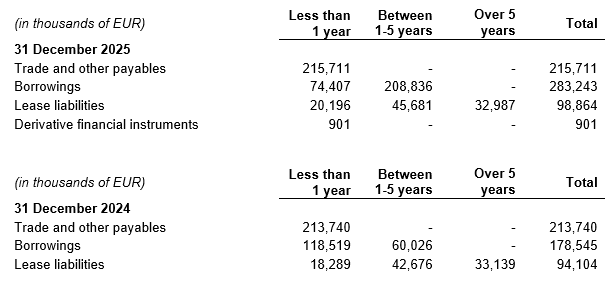 (in thousands of EUR) Less than 1 year Between 1-5 years Over 5 years Total
31 December 2025
Trade and other payables 215,711 - - 215,711
Borrowings 74,407 208,836 - 283,243
Lease liabilities 20,196 45,681 32,987 98,864
Derivative financial instruments 901 - - 901
(in thousands of EUR) Less than 1 year Between 1-5 years Over 5 years Total
31 December 2024
Trade and other payables 213,740 - - 213,740
Borrowings 118,519 60,026 - 178,545
Lease liabilities 18,289 42,676 33,139 94,104